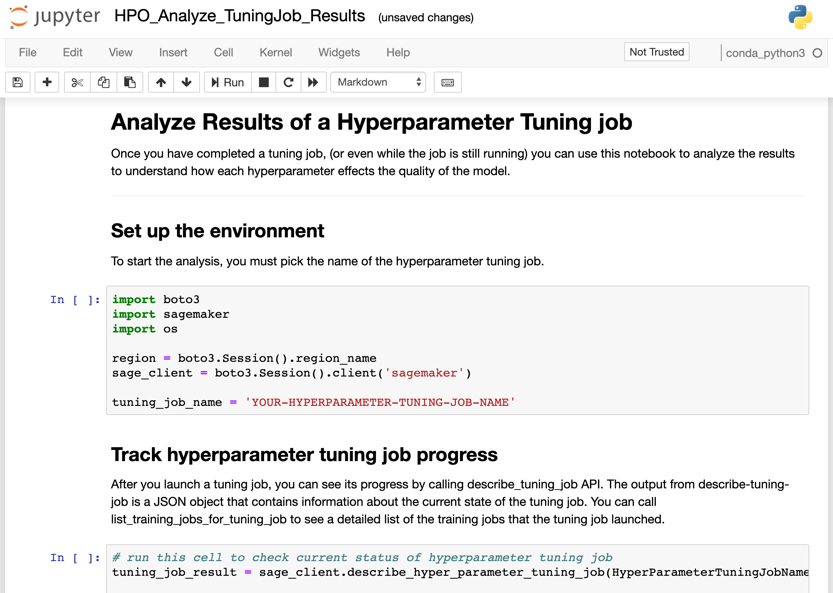 jupyter HPO_Analyze_TuningJob_Results (unsaved changes)
File Edit View Insert Cell Kernel Widgets Help Not Trusted conda_python3
Run Markdown
Analyze Results of a Hyperparameter Tuning job
Once you have completed a tuning job, (or even while the job is still running) you can use this notebook to analyze the results
to understand how each hyperparameter effects the quality of the model.
Set up the environment
To start the analysis, you must pick the name of the hyperparameter tuning job.
In [ ]: import boto3
import sagemaker
import os
region = boto3.Session().region_name
sage_client = boto3.Session().client('sagemaker')
tuning_job_name = 'YOUR-HYPERPARAMETER-TUNING-JOB-NAME'
Track hyperparameter tuning job progress
After you launch a tuning job, you can see its progress by calling describe_tuning_job API. The output from describe-tuning-
job is a JSON object that contains information about the current state of the tuning job. You can call
list_training_jobs_for_tuning_job to see a detailed list of the training jobs that the tuning job launched.
In [ ]: # run this cell to check current status of hyperparameter tuning job
tuning_job_result = sage_client.describe_hyper_parameter_tuning_job(HyperParameterTuningJobName